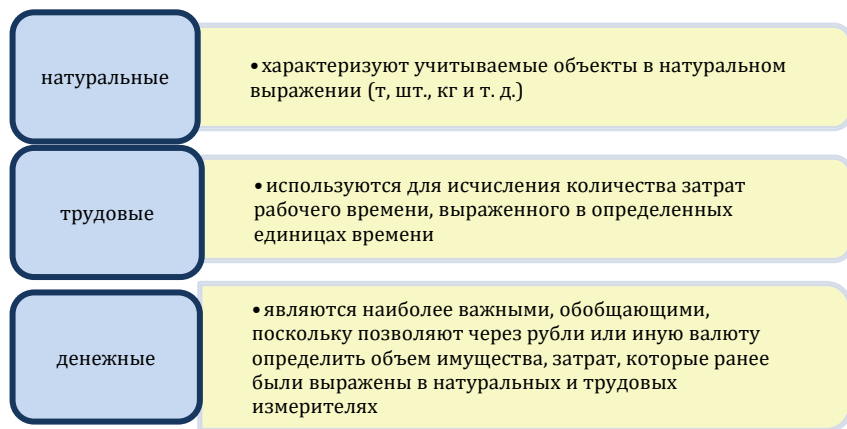 натуральные
• характеризуют учитываемые объекты в натуральном
выражении (т, шт., кг и т. д.)
трудовые
• используются для исчисления количества затрат
рабочего времени, выраженного в определенных
единицах времени
денежные
• являются наиболее важными, обобщающими,
поскольку позволяют через рубли или иную валюту
определить объем имущества, затрат, которые ранее
были выражены в натуральных и трудовых
измерителях